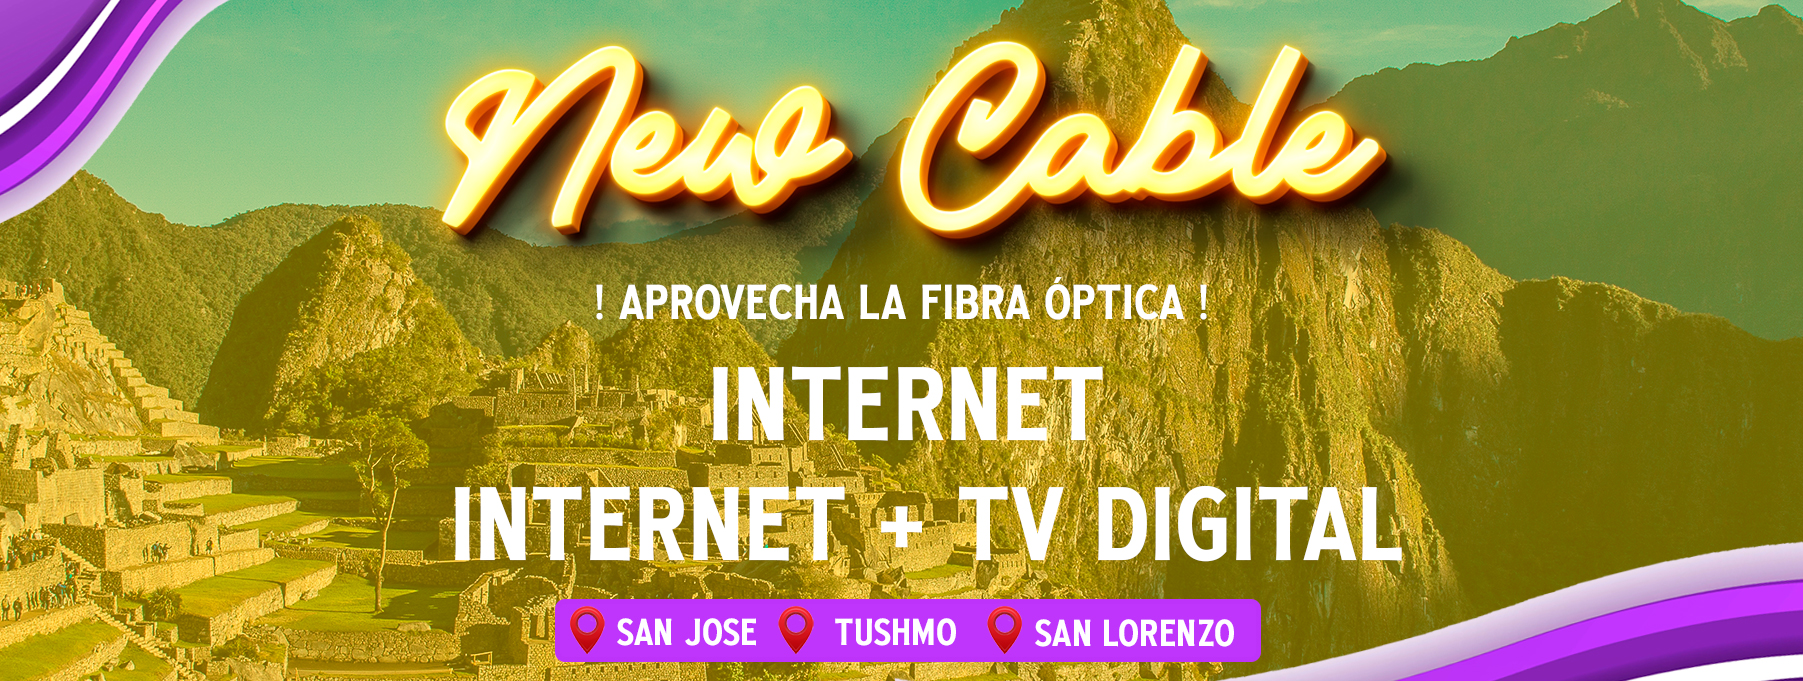 New Cable
! APROVECHA LA FIBRA ÓPTICA !
INTERNET
INTERNET + TV DIGITAL
SAN JOSE TUSHMO SAN LORENZO